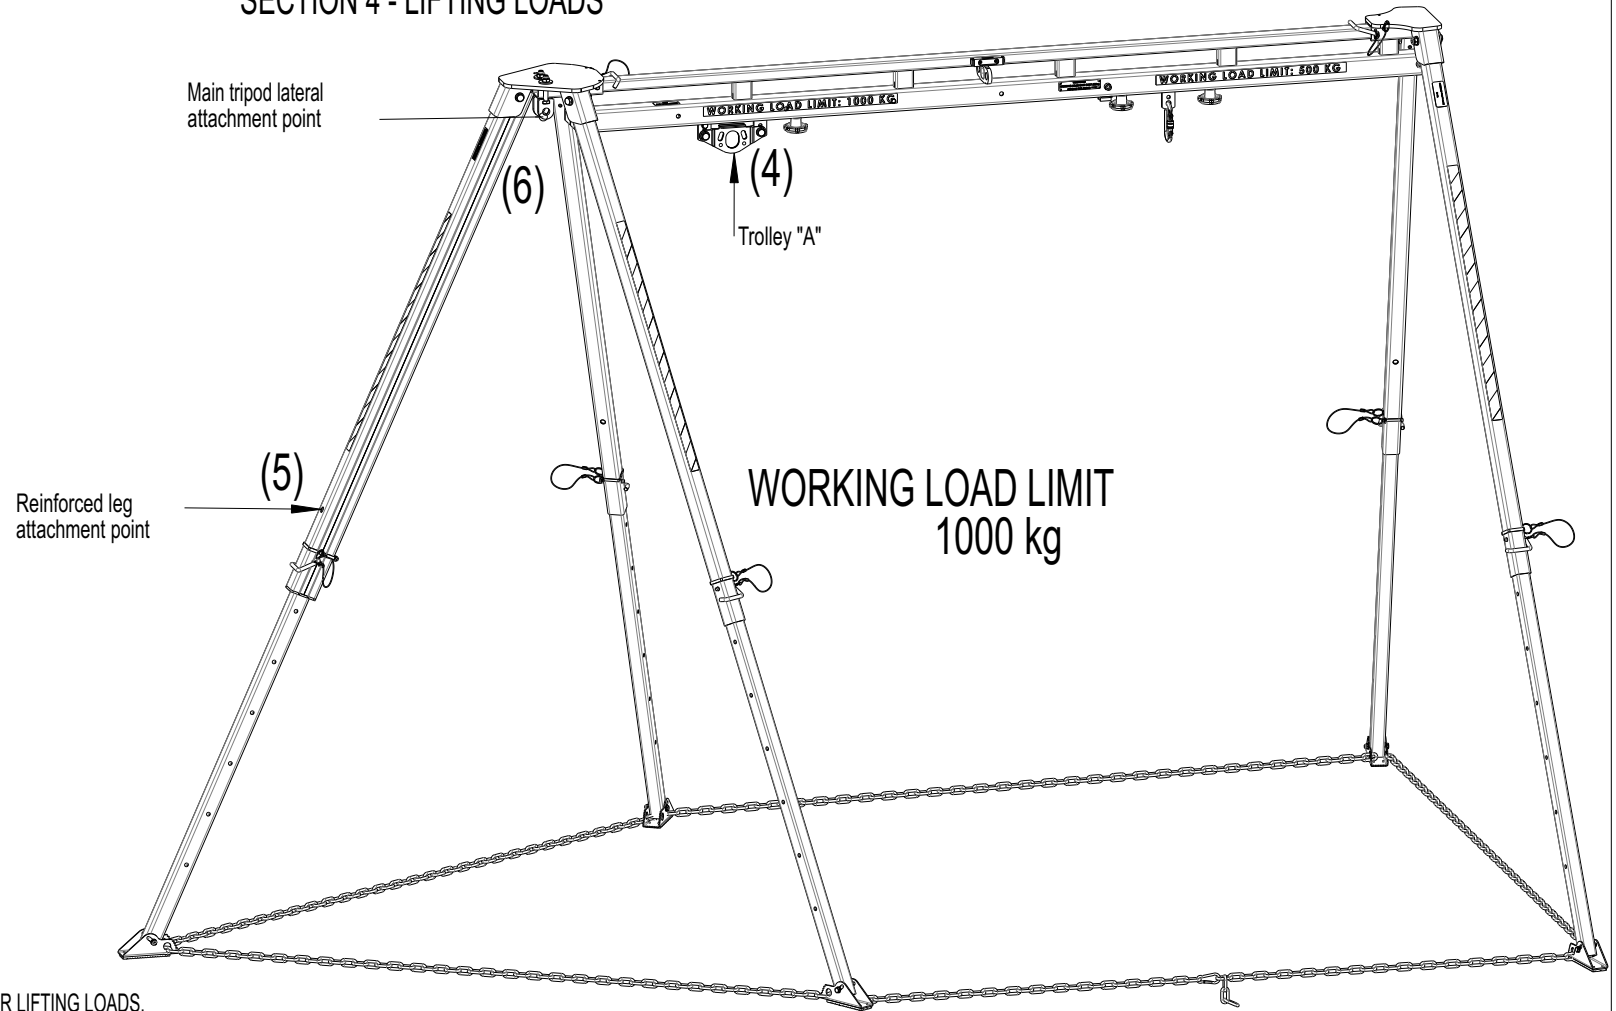 SECTION 4 - LIFTING LOADS
Main tripod lateral
attachment point
WORKING LOAD LIMIT: 1000 KG
WORKING LOAD LIMIT: 500 KG
(6)
(4)
Trolley "A"
(5)
Reinforced leg
attachment point
WORKING LOAD LIMIT
1000 kg
R LIFTING LOADS.